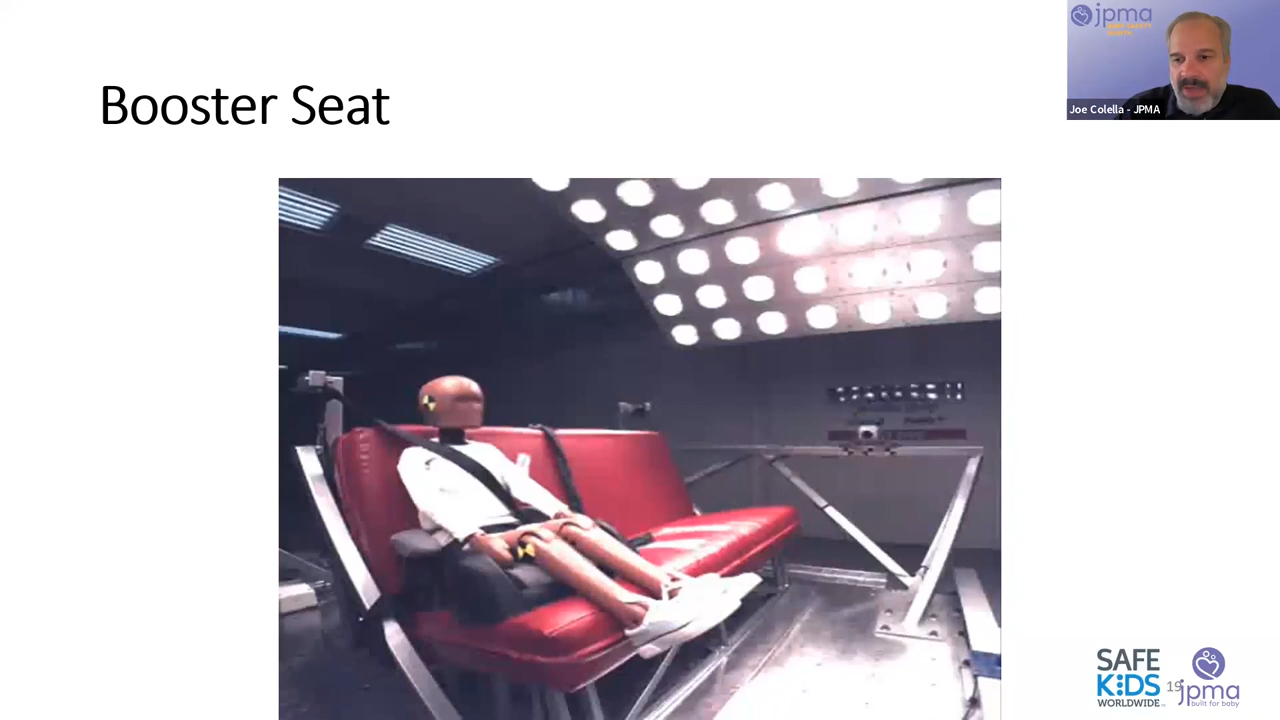 jpma
Joe Colella - JPMA
Booster Seat
SAFE
KIDS
WORLDWIDE
19
jpma
built for baby